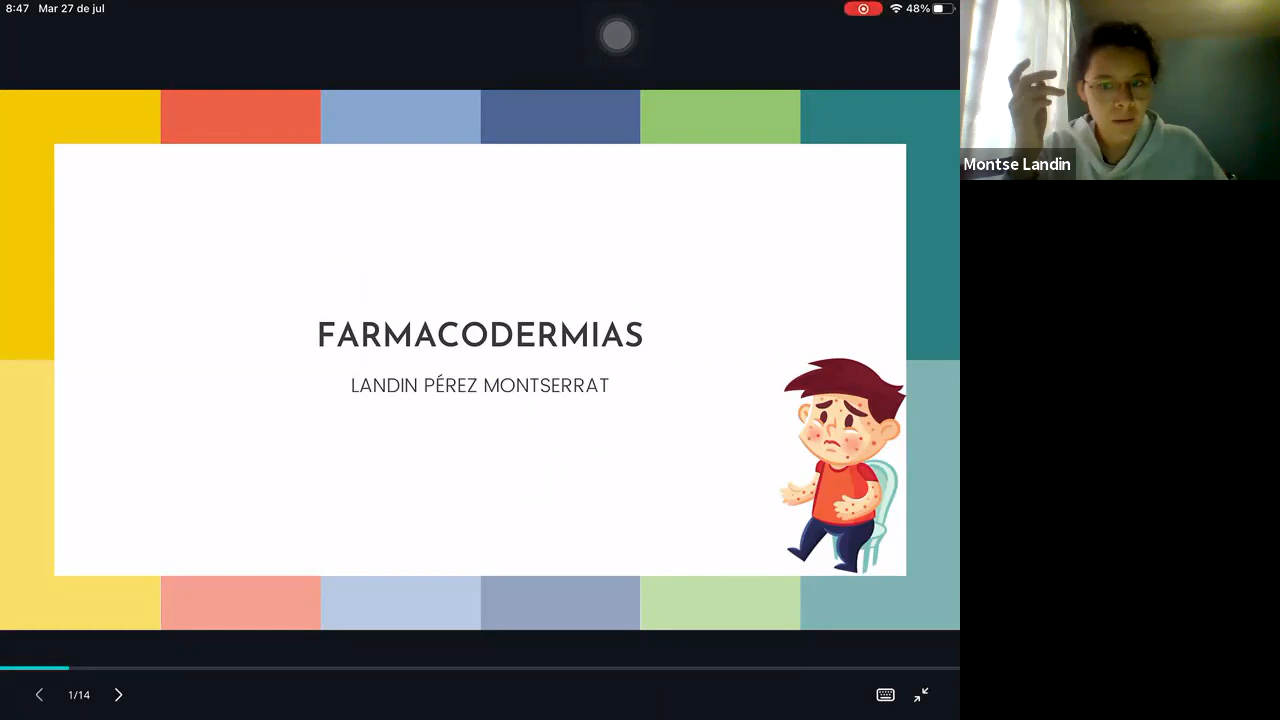 8:47 Mar 27 de jul
48%
Montse Landin
FARMACODERMIAS
LANDIN PÉREZ MONTSERRAT
1/14